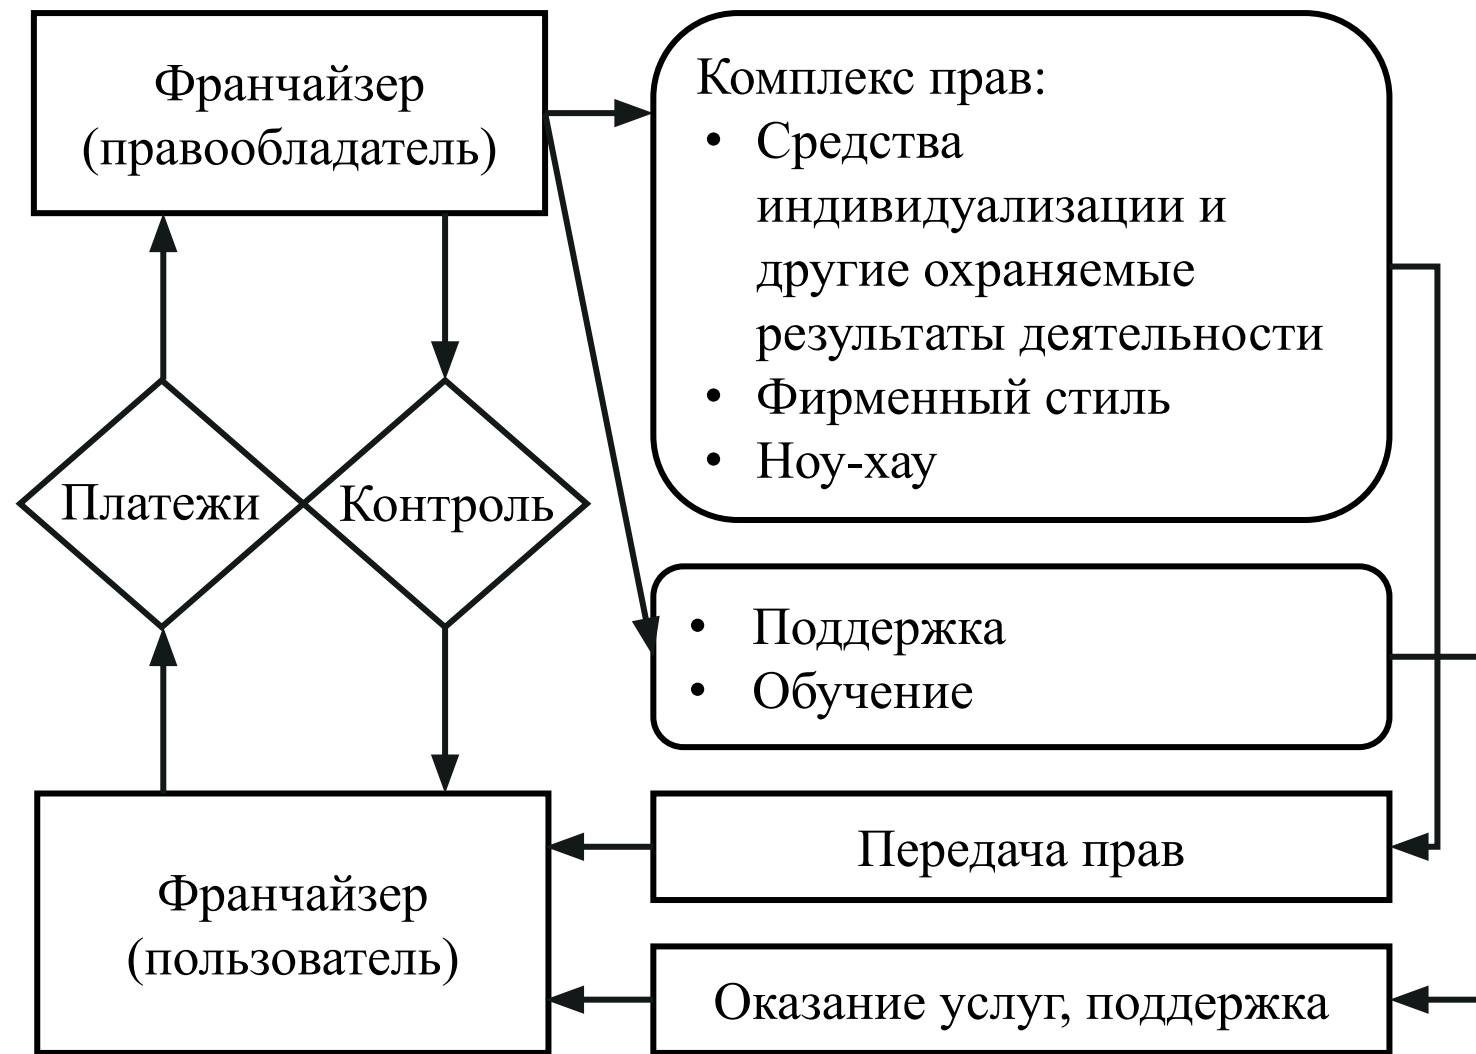 Франчайзер
(правообладатель)
Комплекс прав:
• Средства
индивидуализации и
другие охраняемые
результаты деятельности
• Фирменный стиль
• Ноу-хау
Платежи
Контроль
• Поддержка
• Обучение
Передача прав
Франчайзер
(пользователь)
Оказание услуг, поддержка